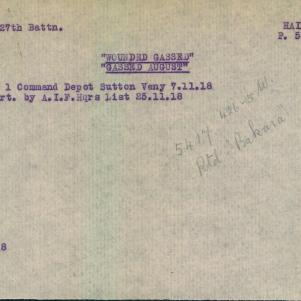 27th Battn.
HAI
P. 5
"WOUNDED GASSED"
"GASSED AUGUST"
1 Command Depot Sutton Veny 7.11.18
rt. by A.I.F.Hqrs List 25.11.18
5417
Rtd Bakara
8